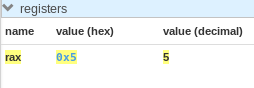 registers
name value (hex) value (decimal)
rax 0x5 5